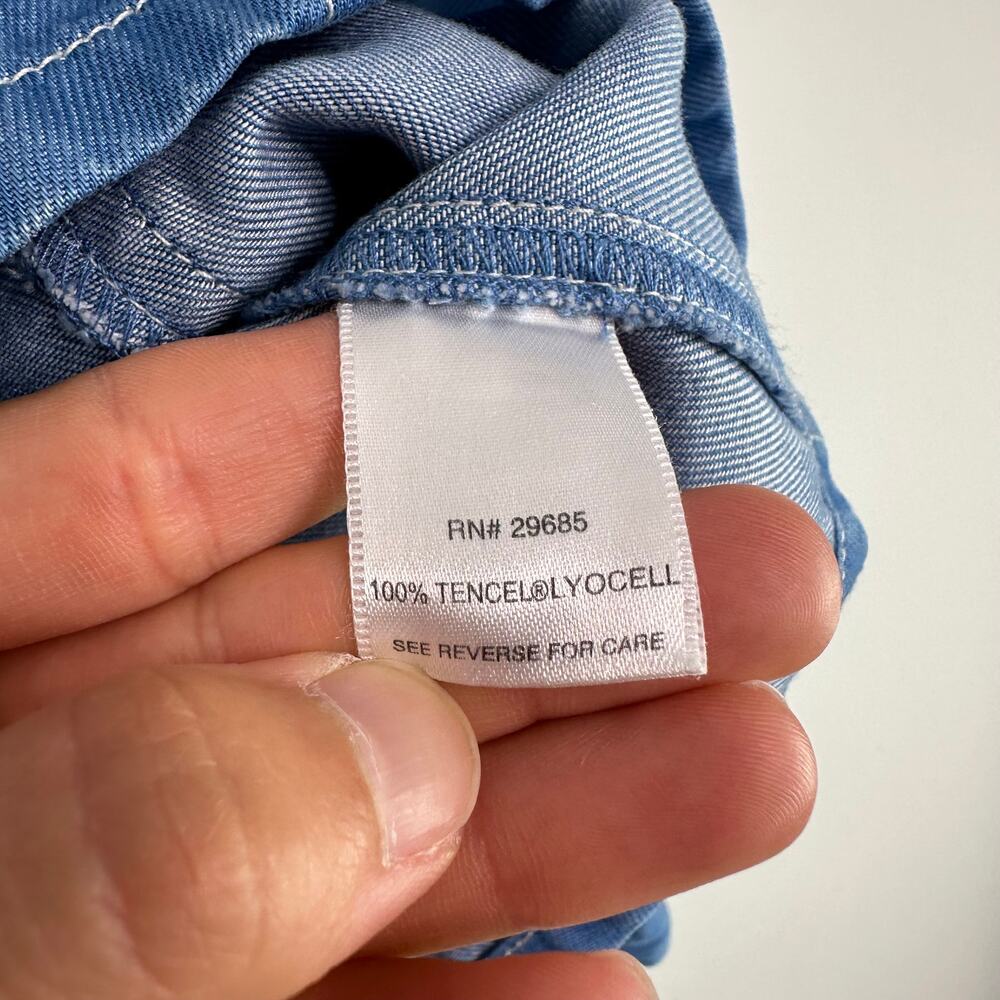 RN# 29685
100% TENCEL®LYOCELL
SEE REVERSE FOR CARE